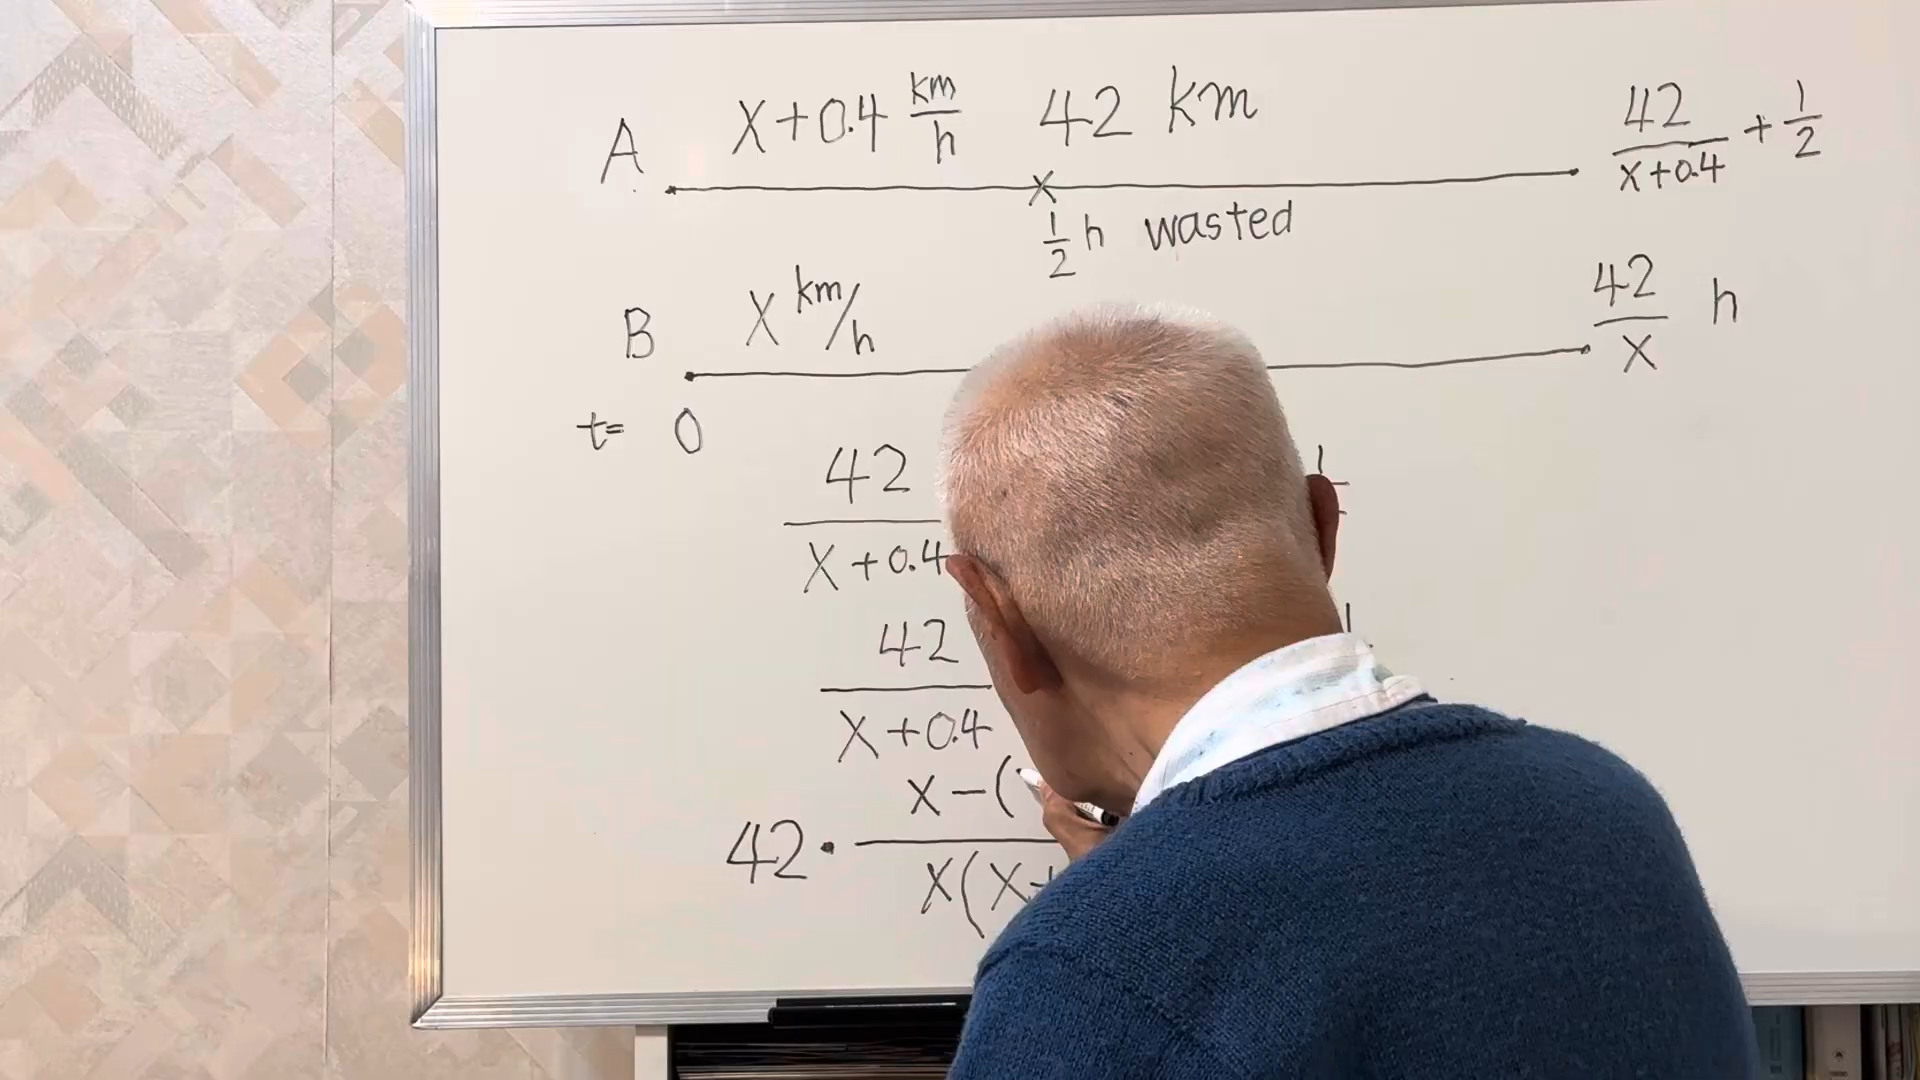 A X+0.4 km/h 42 km 42/(x+0.4) + 1/2
x
1/2 h wasted
B X km/h 42/x h
t= 0
42/(X+0.4)
42/(X+0.4)
42 · x-( / x(x+